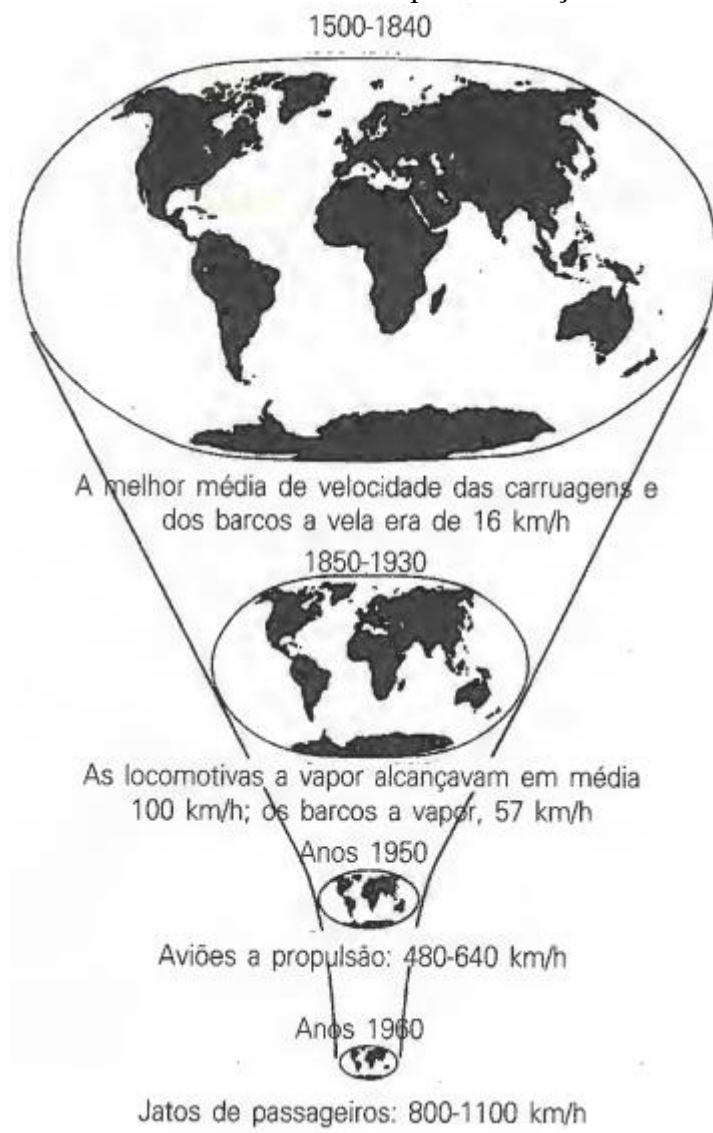 1500-1840
A melhor média de velocidade das carruagens e
dos barcos a vela era de 16 km/h
1850-1930
As locomotivas a vapor alcançavam em média
100 km/h; os barcos a vapor, 57 km/h
Anos 1950
Aviões a propulsão: 480-640 km/h
Anos 1960
Jatos de passageiros: 800-1100 km/h